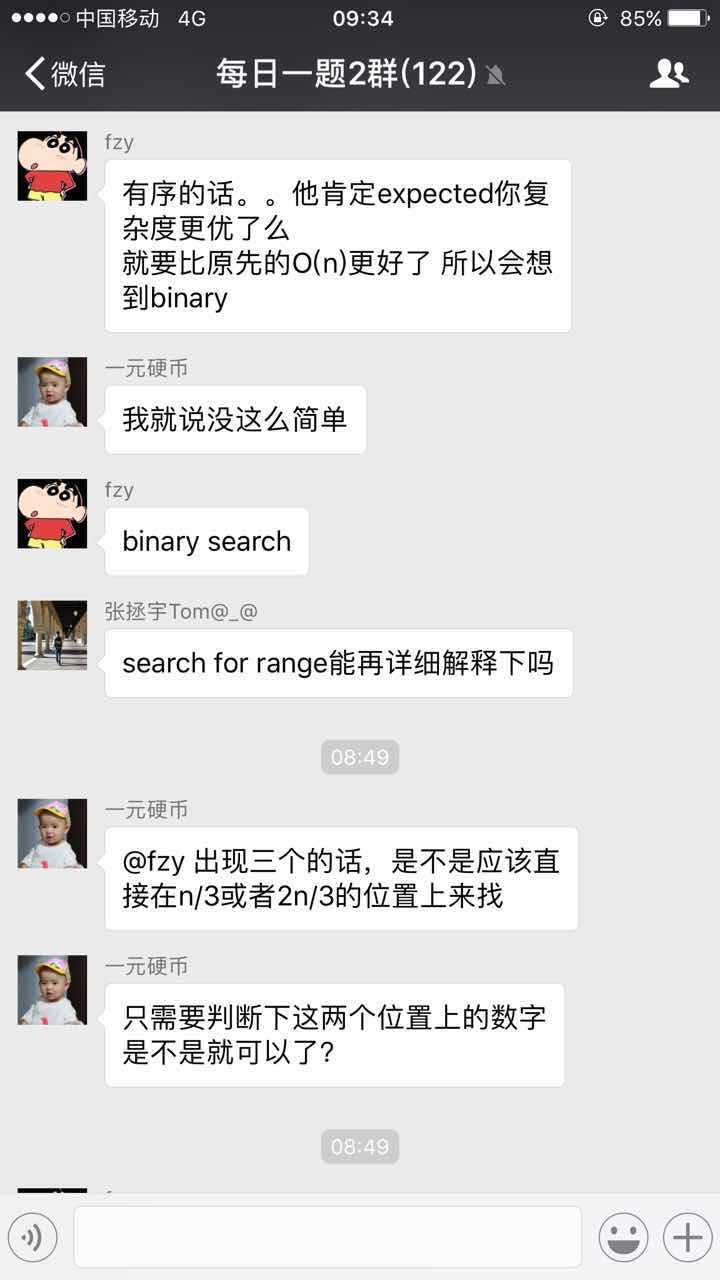 中国移动 4G 09:34 85%
微信 每日一题2群(122)
fzy
有序的话。。他肯定expected你复
杂度更优了么
就要比原先的O(n)更好了 所以会想
到binary
一元硬币
我就说没这么简单
fzy
binary search
张拯宇Tom@_@
search for range能再详细解释下吗
08:49
一元硬币
@fzy 出现三个的话，是不是应该直
接在n/3或者2n/3的位置上来找
一元硬币
只需要判断下这两个位置上的数字
是不是就可以了？
08:49